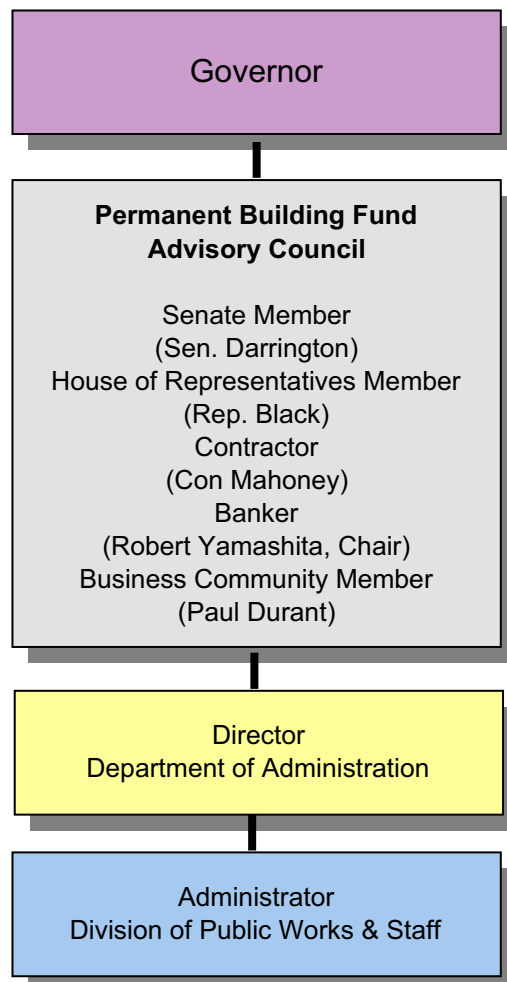 Governor
Permanent Building Fund
Advisory Council
Senate Member
(Sen. Darrington)
House of Representatives Member
(Rep. Black)
Contractor
(Con Mahoney)
Banker
(Robert Yamashita, Chair)
Business Community Member
(Paul Durant)
Director
Department of Administration
Administrator
Division of Public Works & Staff